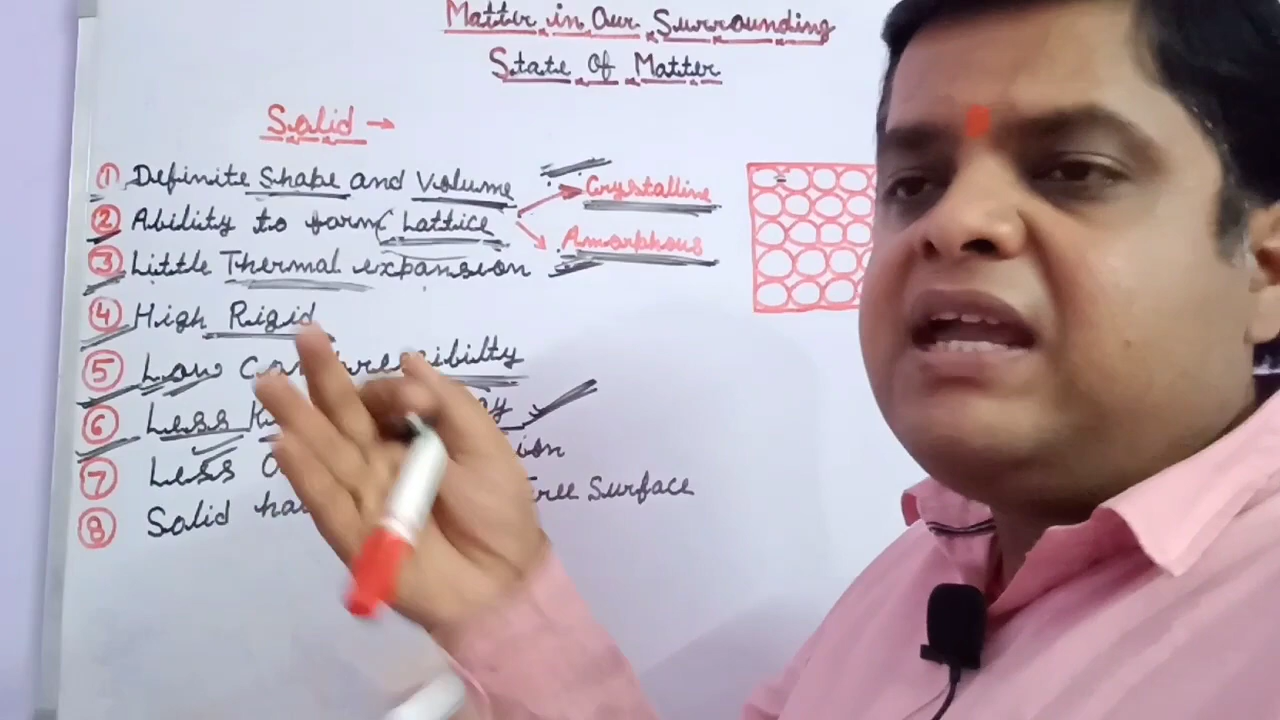 Matter in Our Surrounding
State of Matter
Solid →
① Definite Shape and Volume
Crystalline
② Ability to form Lattice
Amorphous
③ Little Thermal expansion
④ High Rigid
⑤ Low Compressibilty
⑥ Less
⑦ Less
⑧ Solid Free Surface